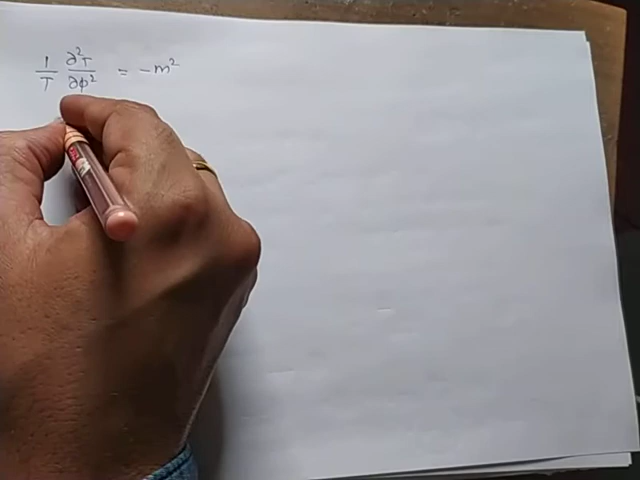 1/T ∂²T/∂φ² = -m²